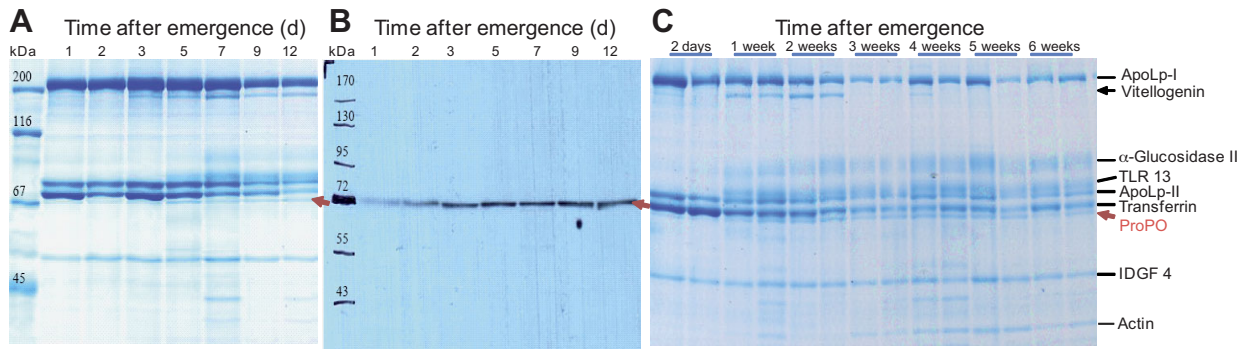 A
Time after emergence (d)
kDa
1 2 3 5 7 9 12
200
116
67
45
B
Time after emergence (d)
kDa
1 2 3 5 7 9 12
170
130
95
72
55
43
C
Time after emergence
2 days 1 week 2 weeks 3 weeks 4 weeks 5 weeks 6 weeks
ApoLp-I
Vitellogenin
α-Glucosidase II
TLR 13
ApoLp-II
Transferrin
ProPO
IDGF 4
Actin